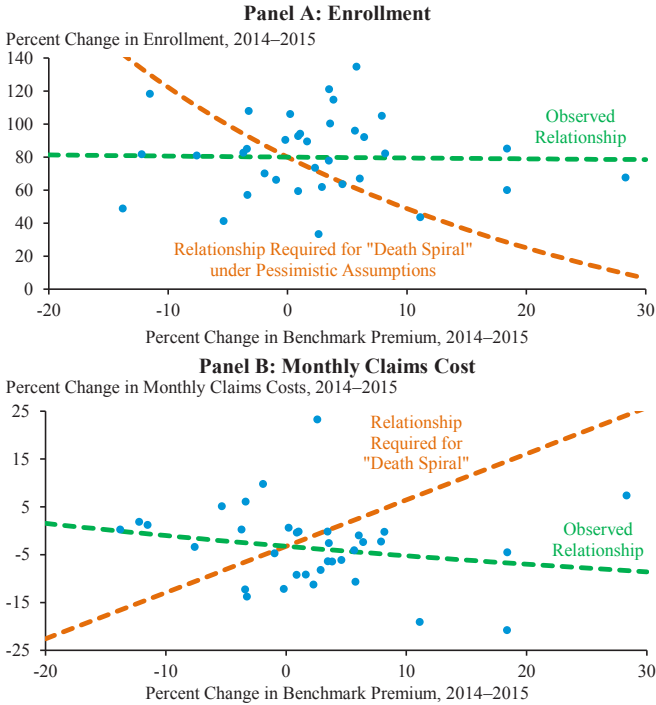 Panel A: Enrollment
Percent Change in Enrollment, 2014–2015
140
120
100
80
60
40
20
0
Observed
Relationship
Relationship Required for "Death Spiral"
under Pessimistic Assumptions
-20
-10
0
10
20
30
Percent Change in Benchmark Premium, 2014–2015
Panel B: Monthly Claims Cost
Percent Change in Monthly Claims Costs, 2014–2015
25
15
5
-5
-15
-25
Relationship
Required for
"Death Spiral"
Observed
Relationship
-20
-10
0
10
20
30
Percent Change in Benchmark Premium, 2014–2015